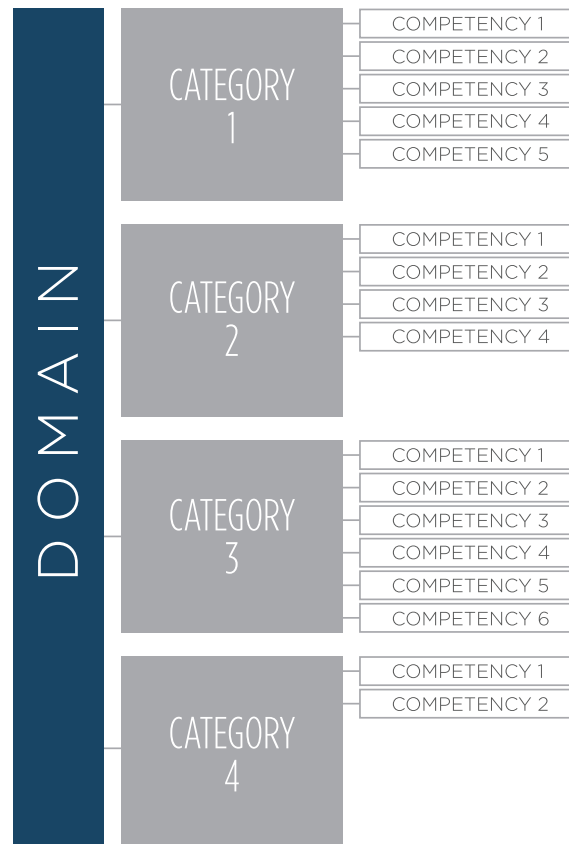 DOMAIN
CATEGORY
1
COMPETENCY 1
COMPETENCY 2
COMPETENCY 3
COMPETENCY 4
COMPETENCY 5
CATEGORY
2
COMPETENCY 1
COMPETENCY 2
COMPETENCY 3
COMPETENCY 4
CATEGORY
3
COMPETENCY 1
COMPETENCY 2
COMPETENCY 3
COMPETENCY 4
COMPETENCY 5
COMPETENCY 6
CATEGORY
4
COMPETENCY 1
COMPETENCY 2